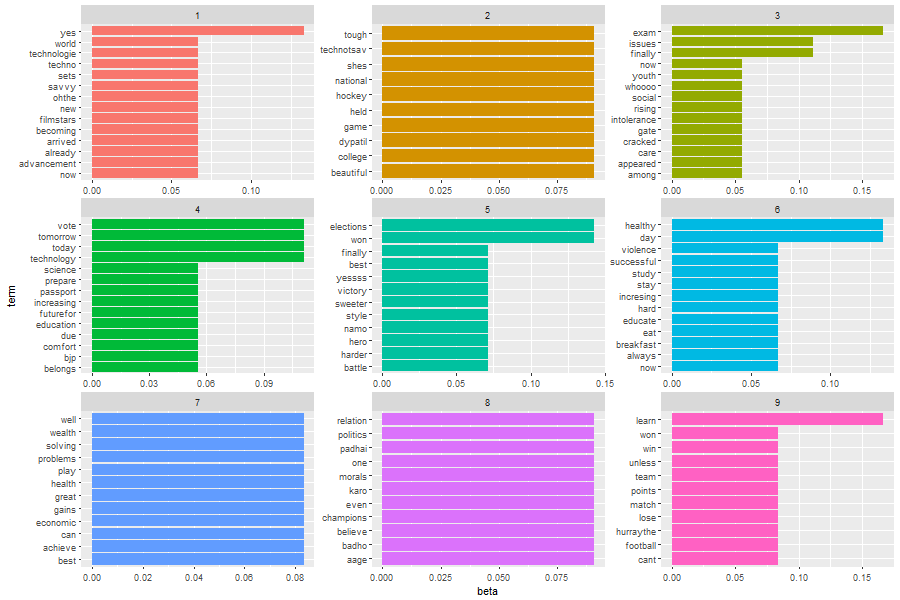 1
yes
world
technologie
techno
sets
savvy
ohthe
new
filmstars
becoming
arrived
already
advancement
now
0.00 0.05 0.10
2
tough
technotsav
shes
national
hockey
held
game
dypatil
college
beautiful
0.000 0.025 0.050 0.075
3
exam
issues
finally
now
youth
whoooo
social
rising
intolerance
gate
cracked
care
appeared
among
0.00 0.05 0.10 0.15
term
4
vote
tomorrow
today
technology
science
prepare
passport
increasing
futurefor
education
due
comfort
bjp
belongs
0.00 0.03 0.06 0.09
5
elections
won
finally
best
yessss
victory
sweeter
style
namo
hero
harder
battle
0.00 0.05 0.10 0.15
6
healthy
day
violence
successful
study
stay
incresing
hard
educate
eat
breakfast
always
now
0.00 0.05 0.10
7
well
wealth
solving
problems
play
health
great
gains
economic
can
achieve
best
0.00 0.02 0.04 0.06 0.08
8
relation
politics
padhai
one
morals
karo
even
champions
believe
badho
aage
0.000 0.025 0.050 0.075
9
learn
won
win
unless
team
points
match
lose
hurraythe
football
cant
0.00 0.05 0.10 0.15
beta